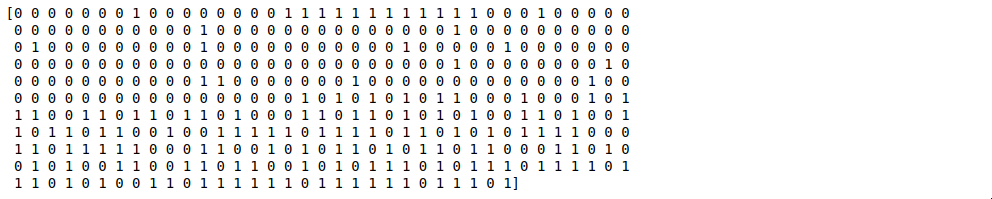 [0 0 0 0 0 0 0 1 0 0 0 0 0 0 0 0 1 1 1 1 1 1 1 1 1 1 1 1 0 0 0 1 0 0 0 0 0
0 0 0 0 0 0 0 0 0 0 0 1 0 0 0 0 0 0 0 0 0 0 0 0 0 0 1 0 0 0 0 0 0 0 0 0 0
0 1 0 0 0 0 0 0 0 0 0 1 0 0 0 0 0 0 0 0 0 0 0 1 0 0 0 0 0 1 0 0 0 0 0 0 0
0 0 0 0 0 0 0 0 0 0 0 0 0 0 0 0 0 0 0 0 0 0 0 0 0 0 1 0 0 0 0 0 0 0 0 1 0
0 0 0 0 0 0 0 0 0 0 0 1 1 0 0 0 0 0 0 0 1 0 0 0 0 0 0 0 0 0 0 0 0 0 1 0 0
0 0 0 0 0 0 0 0 0 0 0 0 0 0 0 0 0 1 0 1 0 1 0 1 0 1 1 0 0 0 1 0 0 0 1 0 1
1 1 0 0 1 1 0 1 1 0 1 1 0 1 0 0 0 1 1 0 1 1 0 1 0 1 0 1 0 0 1 1 0 1 0 0 1
1 0 1 1 0 1 1 0 0 1 0 0 1 1 1 1 1 0 1 1 1 1 0 1 1 0 1 0 1 0 1 1 1 1 0 0 0
1 1 0 1 1 1 1 1 0 0 0 1 1 0 0 1 0 1 0 1 1 0 1 0 1 1 0 1 1 0 0 0 1 1 0 1 0
0 1 0 1 0 0 1 1 0 0 1 1 0 1 1 0 0 1 0 1 0 1 1 1 0 1 0 1 1 1 0 1 1 1 1 0 1
1 1 0 1 0 1 0 0 1 1 0 1 1 1 1 1 1 0 1 1 1 1 1 1 0 1 1 1 0 1]